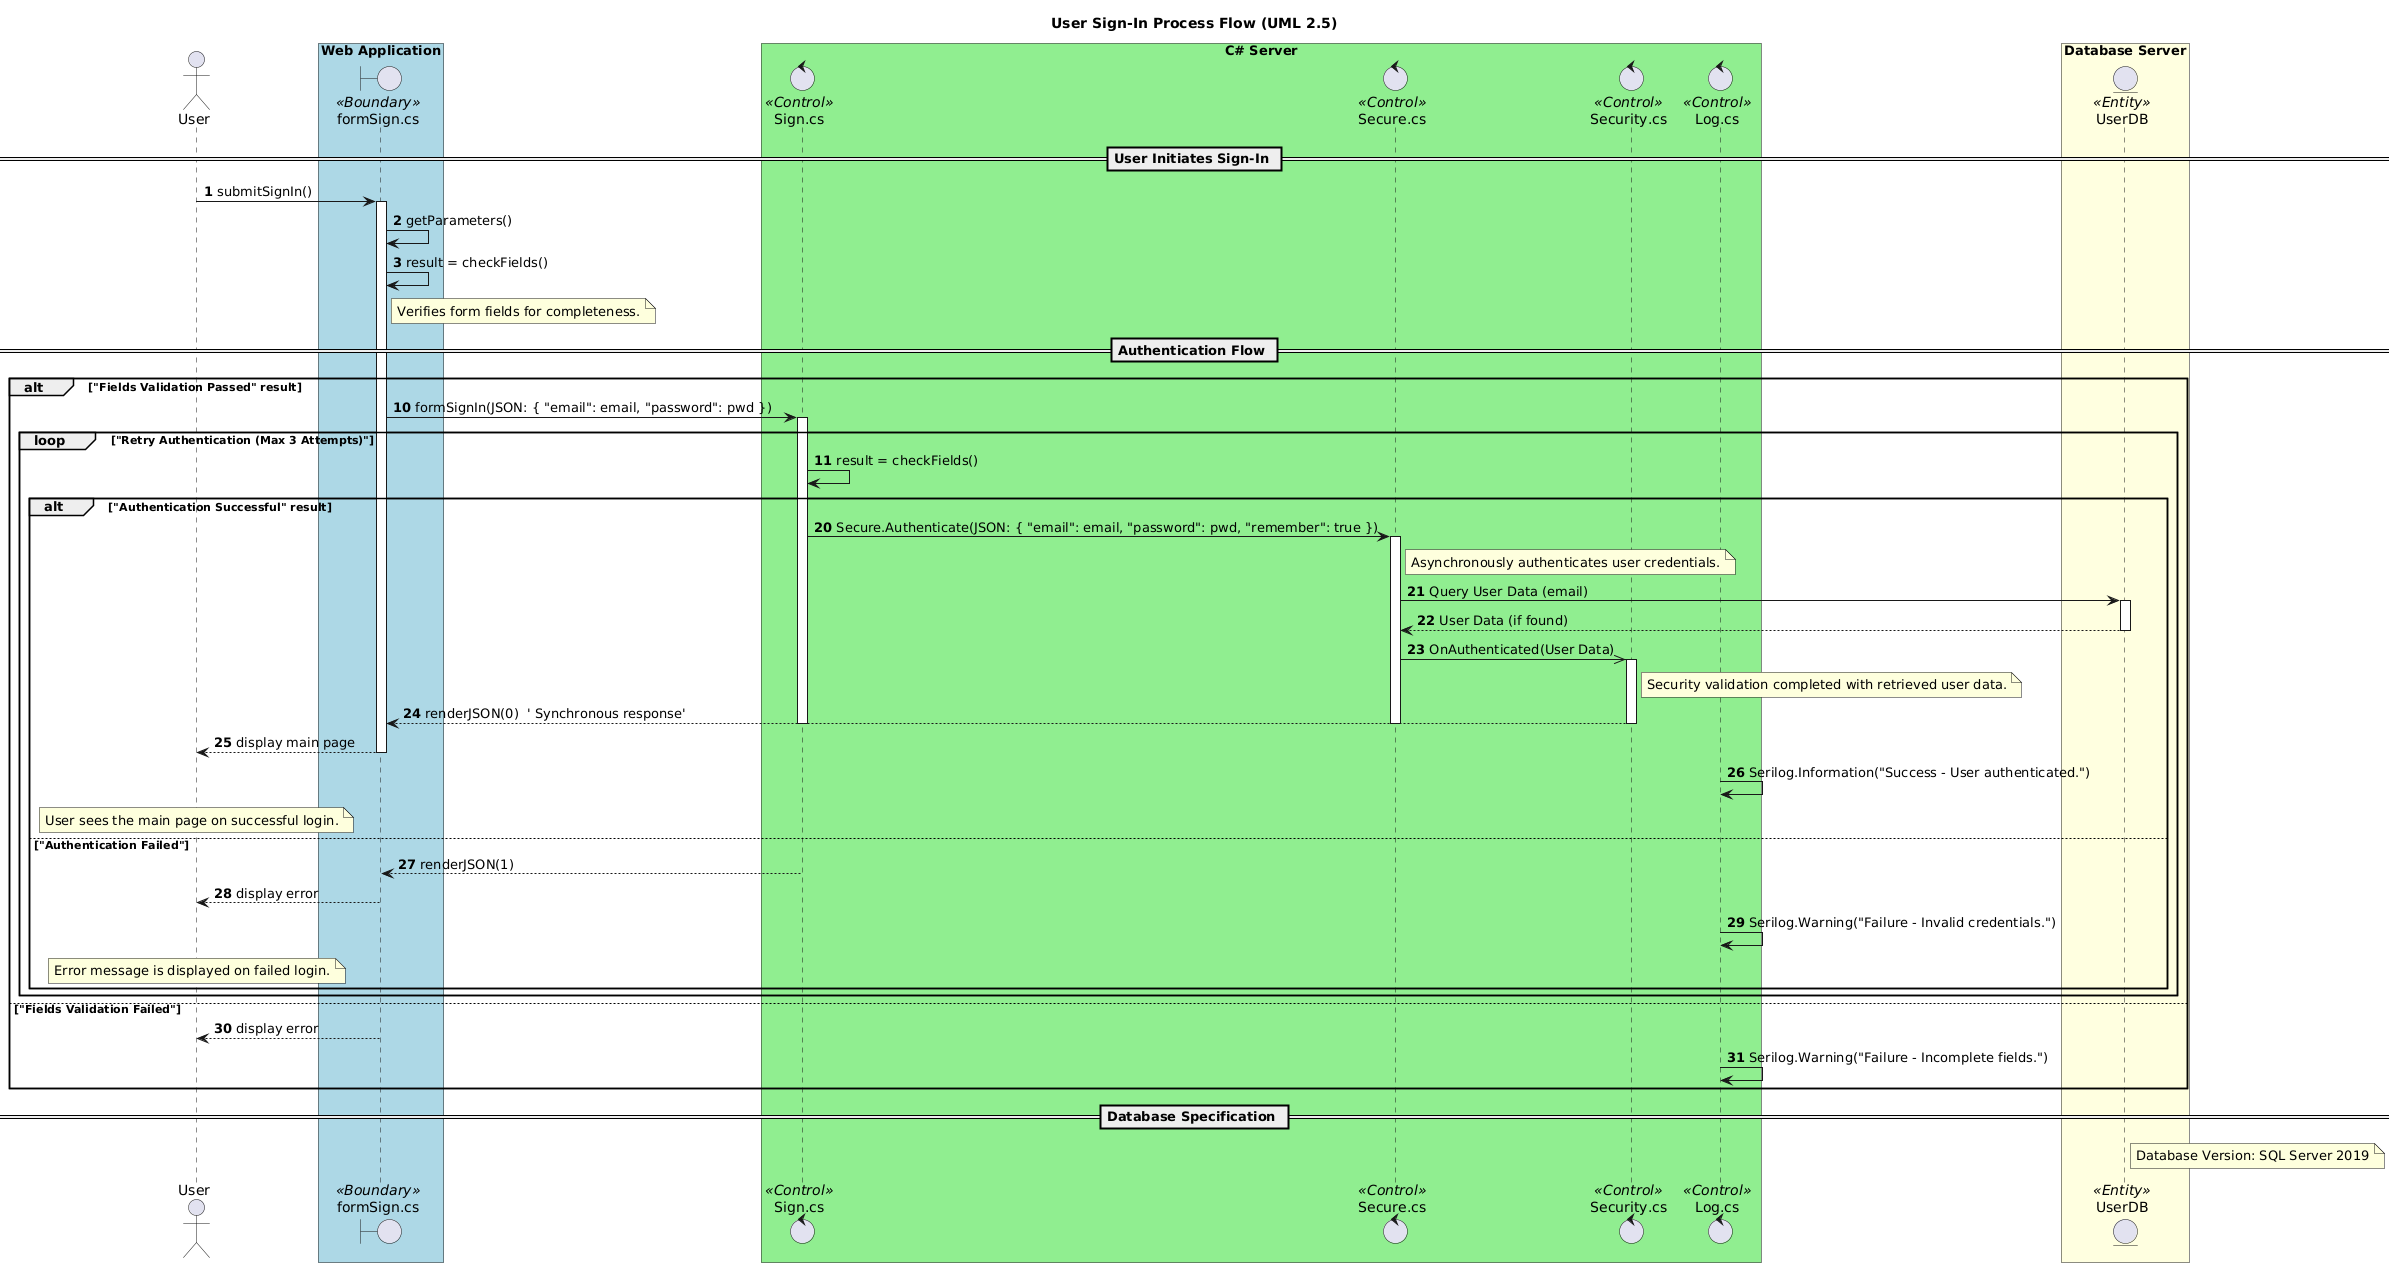 User Sign-In Process Flow (UML 2.5)
Web Application
C# Server
Database Server
«Boundary»
«Control»
«Control»
«Control»
«Control»
«Entity»
User
formSign.cs
Sign.cs
Secure.cs
Security.cs
Log.cs
UserDB
User Initiates Sign-In
1 submitSignIn()
2 getParameters()
3 result = checkFields()
Verifies form fields for completeness.
Authentication Flow
alt ["Fields Validation Passed" result]
10 formSignIn(JSON: { "email": email, "password": pwd })
loop ["Retry Authentication (Max 3 Attempts)"]
11 result = checkFields()
alt ["Authentication Successful" result]
20 Secure.Authenticate(JSON: { "email": email, "password": pwd, "remember": true })
Asynchronously authenticates user credentials.
21 Query User Data (email)
22 User Data (if found)
23 OnAuthenticated(User Data)
Security validation completed with retrieved user data.
24 renderJSON(0)  ' Synchronous response'
25 display main page
26 Serilog.Information("Success - User authenticated.")
User sees the main page on successful login.
["Authentication Failed"]
27 renderJSON(1)
28 display error
29 Serilog.Warning("Failure - Invalid credentials.")
Error message is displayed on failed login.
["Fields Validation Failed"]
30 display error
31 Serilog.Warning("Failure - Incomplete fields.")
Database Specification
Database Version: SQL Server 2019
User
«Boundary»
«Control»
«Control»
«Control»
«Control»
«Entity»
formSign.cs
Sign.cs
Secure.cs
Security.cs
Log.cs
UserDB